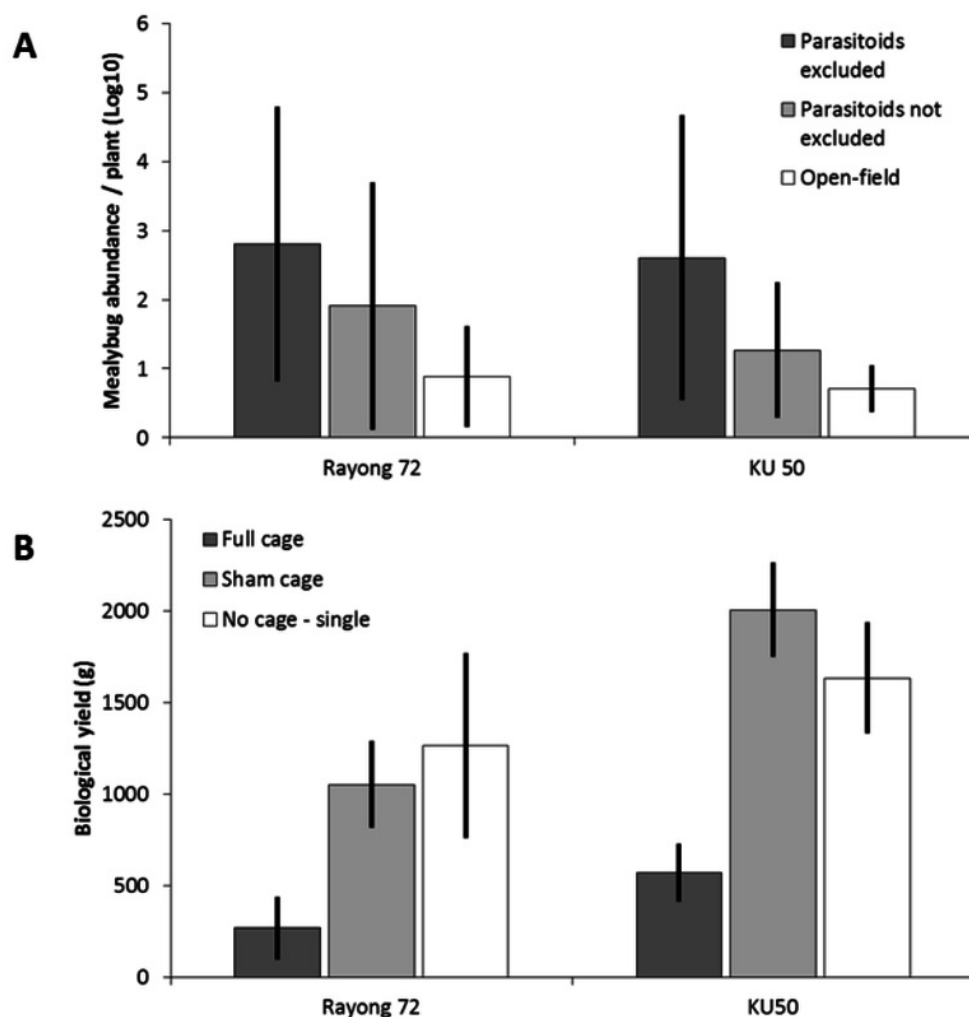 A
Mealybug abundance / plant (Log10)
6
5
4
3
2
1
0
Parasitoids
excluded
Parasitoids not
excluded
Open-field
Rayong 72
KU 50
B
Biological yield (g)
2500
2000
1500
1000
500
0
Full cage
Sham cage
No cage - single
Rayong 72
KU50